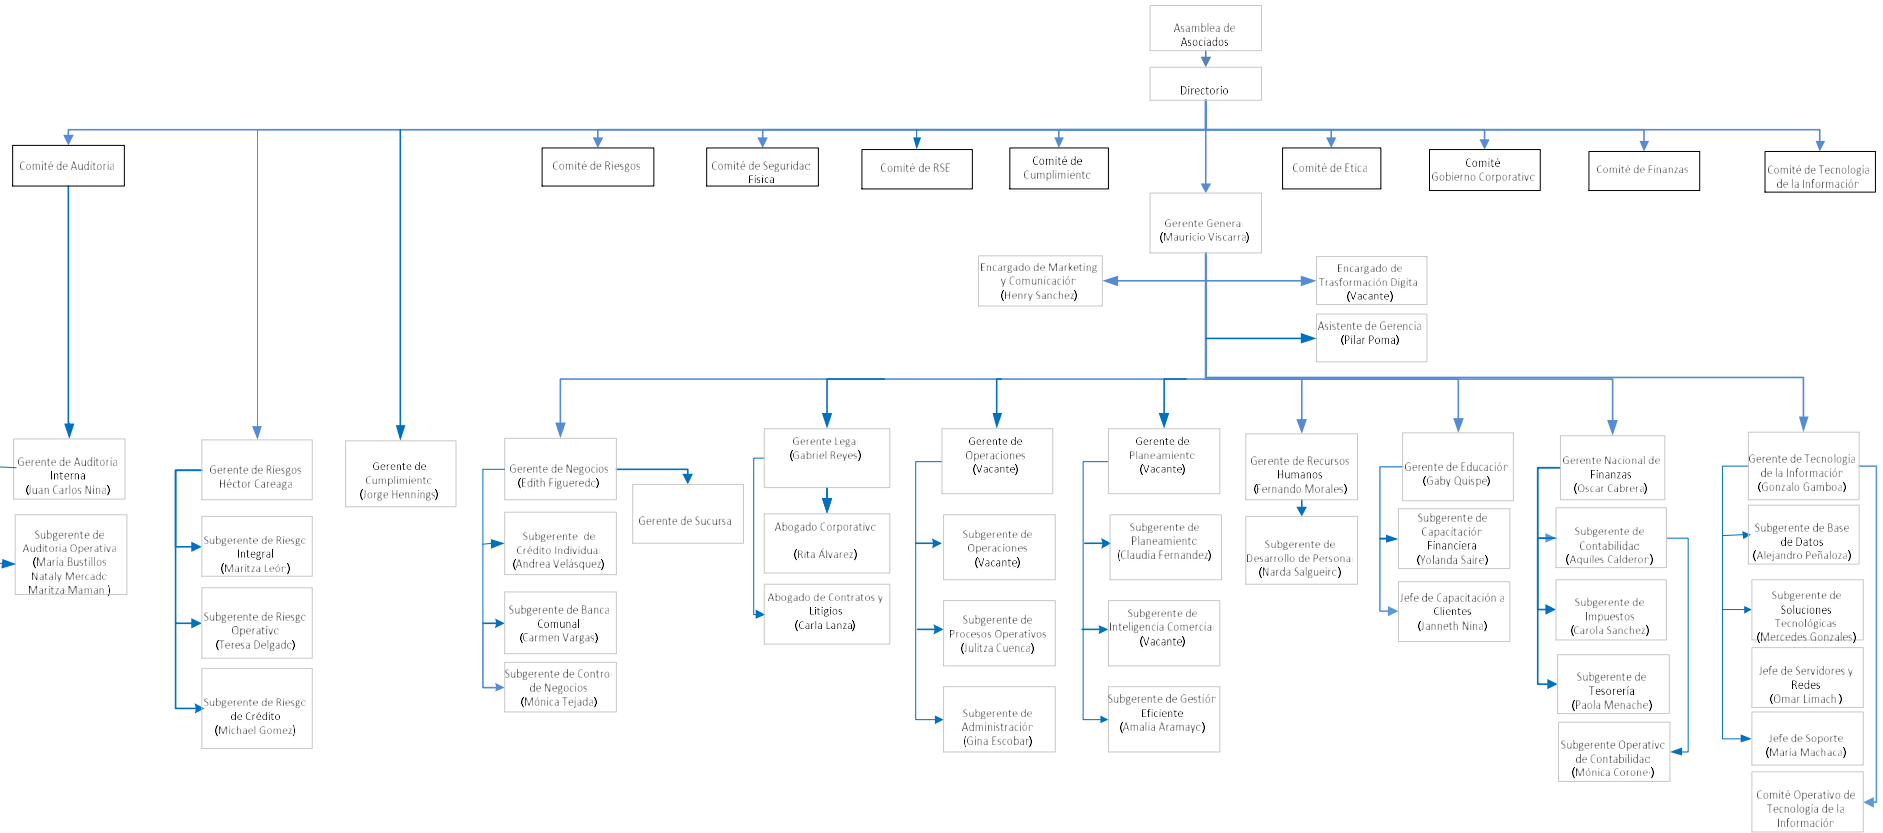 Asamblea de
Asociados
Directorio
Comité de Auditoria
Comité de Riesgos
Comité de Seguridad
Física
Comité de RSE
Comité de
Cumplimiento
Comité de Etica
Comité
Gobierno Corporativo
Comité de Finanzas
Comité de Tecnología
de la Información
Gerente Genera
(Mauricio Viscarra)
Encargado de Marketing
y Comunicación
(Henry Sanchez)
Encargado de
Trasformación Digita
(Vacante)
Asistente de Gerencia
(Pilar Poma)
Gerente de Auditoría
Interna
(Juan Carlos Nina)
Subgerente de
Auditoria Operativa
(María Bustillos
Nataly Mercado
Maritza Maman )
Gerente de Riesgos
Héctor Careaga
Subgerente de Riesgo
Integral
(Maritza León)
Subgerente de Riesgo
Operativo
(Teresa Delgado)
Subgerente de Riesgo
de Crédito
(Michael Gomez)
Gerente de
Cumplimiento
(Jorge Hennings)
Gerente de Negocios
(Edith Figueredo)
Gerente de Sucursa
Subgerente de
Crédito Individua
(Andrea Velásquez)
Subgerente de Banca
Comunal
(Carmen Vargas)
Subgerente de Contro
de Negocios
(Mónica Tejada)
Gerente Lega
(Gabriel Reyes)
Abogado Corporativo
(Rita Álvarez)
Abogado de Contratos y
Litigios
(Carla Lanza)
Gerente de
Operaciones
(Vacante)
Subgerente de
Operaciones
(Vacante)
Subgerente de
Procesos Operativos
(Julitza Cuenca)
Subgerente de
Administración
(Gina Escobar)
Gerente de
Planeamiento
(Vacante)
Subgerente de
Planeamiento
(Claudia Fernandez)
Subgerente de
Inteligencia Comercia
(Vacante)
Subgerente de Gestión
Eficiente
(Amalia Aramayo)
Gerente de Recursos
Humanos
(Fernando Morales)
Subgerente de
Desarrollo de Persona
(Narda Salgueiro)
Gerente de Educación
(Gaby Quispe)
Subgerente de
Capacitación
Financiera
(Yolanda Saire)
Jefe de Capacitación a
Clientes
(Janneth Nina)
Gerente Nacional de
Finanzas
(Oscar Cabrera)
Subgerente de
Contabilidad
(Aquiles Calderon)
Subgerente de
Impuestos
(Carola Sanchez)
Subgerente de
Tesorería
(Paola Menache)
Subgerente Operativo
de Contabilidad
(Mónica Corone)
Gerente de Tecnología
de la Información
(Gonzalo Gamboa)
Subgerente de Base
de Datos
(Alejandro Peñaloza)
Subgerente de
Soluciones
Tecnológicas
(Mercedes Gonzales)
Jefe de Servidores y
Redes
(Omar Limach )
Jefe de Soporte
(María Machaca)
Comité Operativo de
Tecnología de la
Información